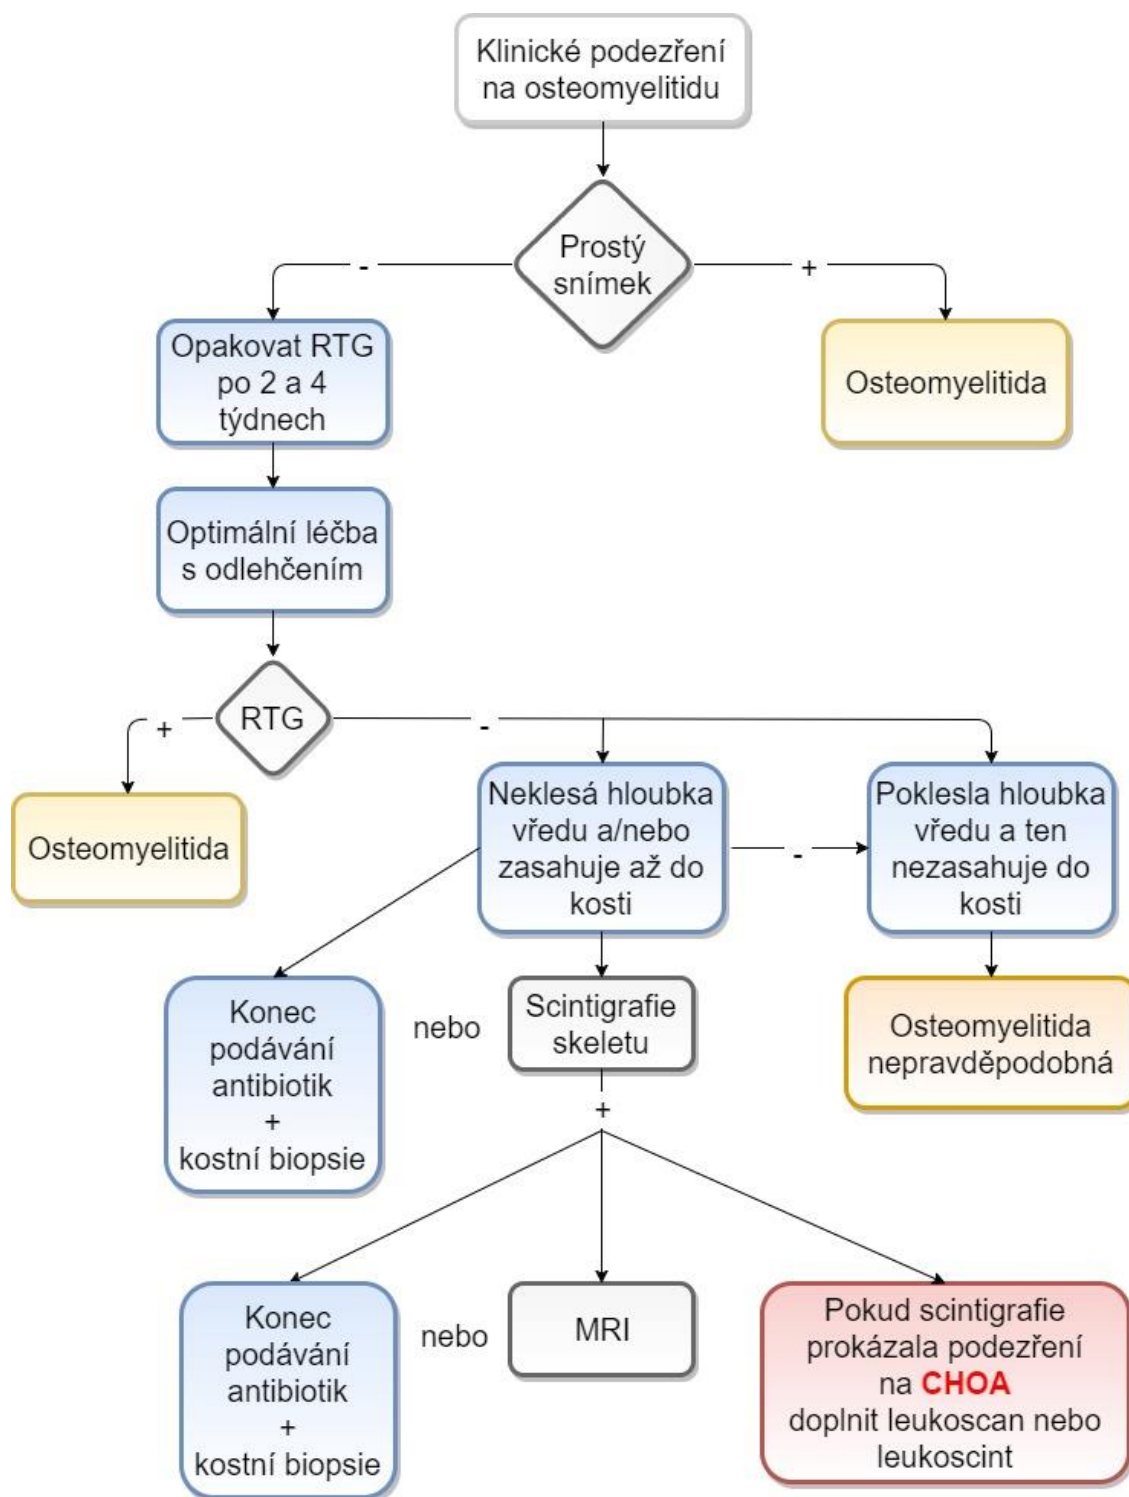 Klinické podezření
na osteomyelitidu
Prostý
snímek
-
+
Opakovat RTG
po 2 a 4
týdnech
Osteomyelitida
Optimální léčba
s odlehčením
RTG
+
-
Osteomyelitida
Neklesá hloubka
vředu a/nebo
zasahuje až do
kosti
-
Poklesla hloubka
vředu a ten
nezasahuje do
kosti
Konec
podávání
antibiotik
+
kostní biopsie
nebo
Scintigrafie
skeletu
Osteomyelitida
nepravděpodobná
+
Konec
podávání
antibiotik
+
kostní biopsie
nebo
MRI
Pokud scintigrafie
prokázala podezření
na CHOA
doplnit leukoscan nebo
leukoscint